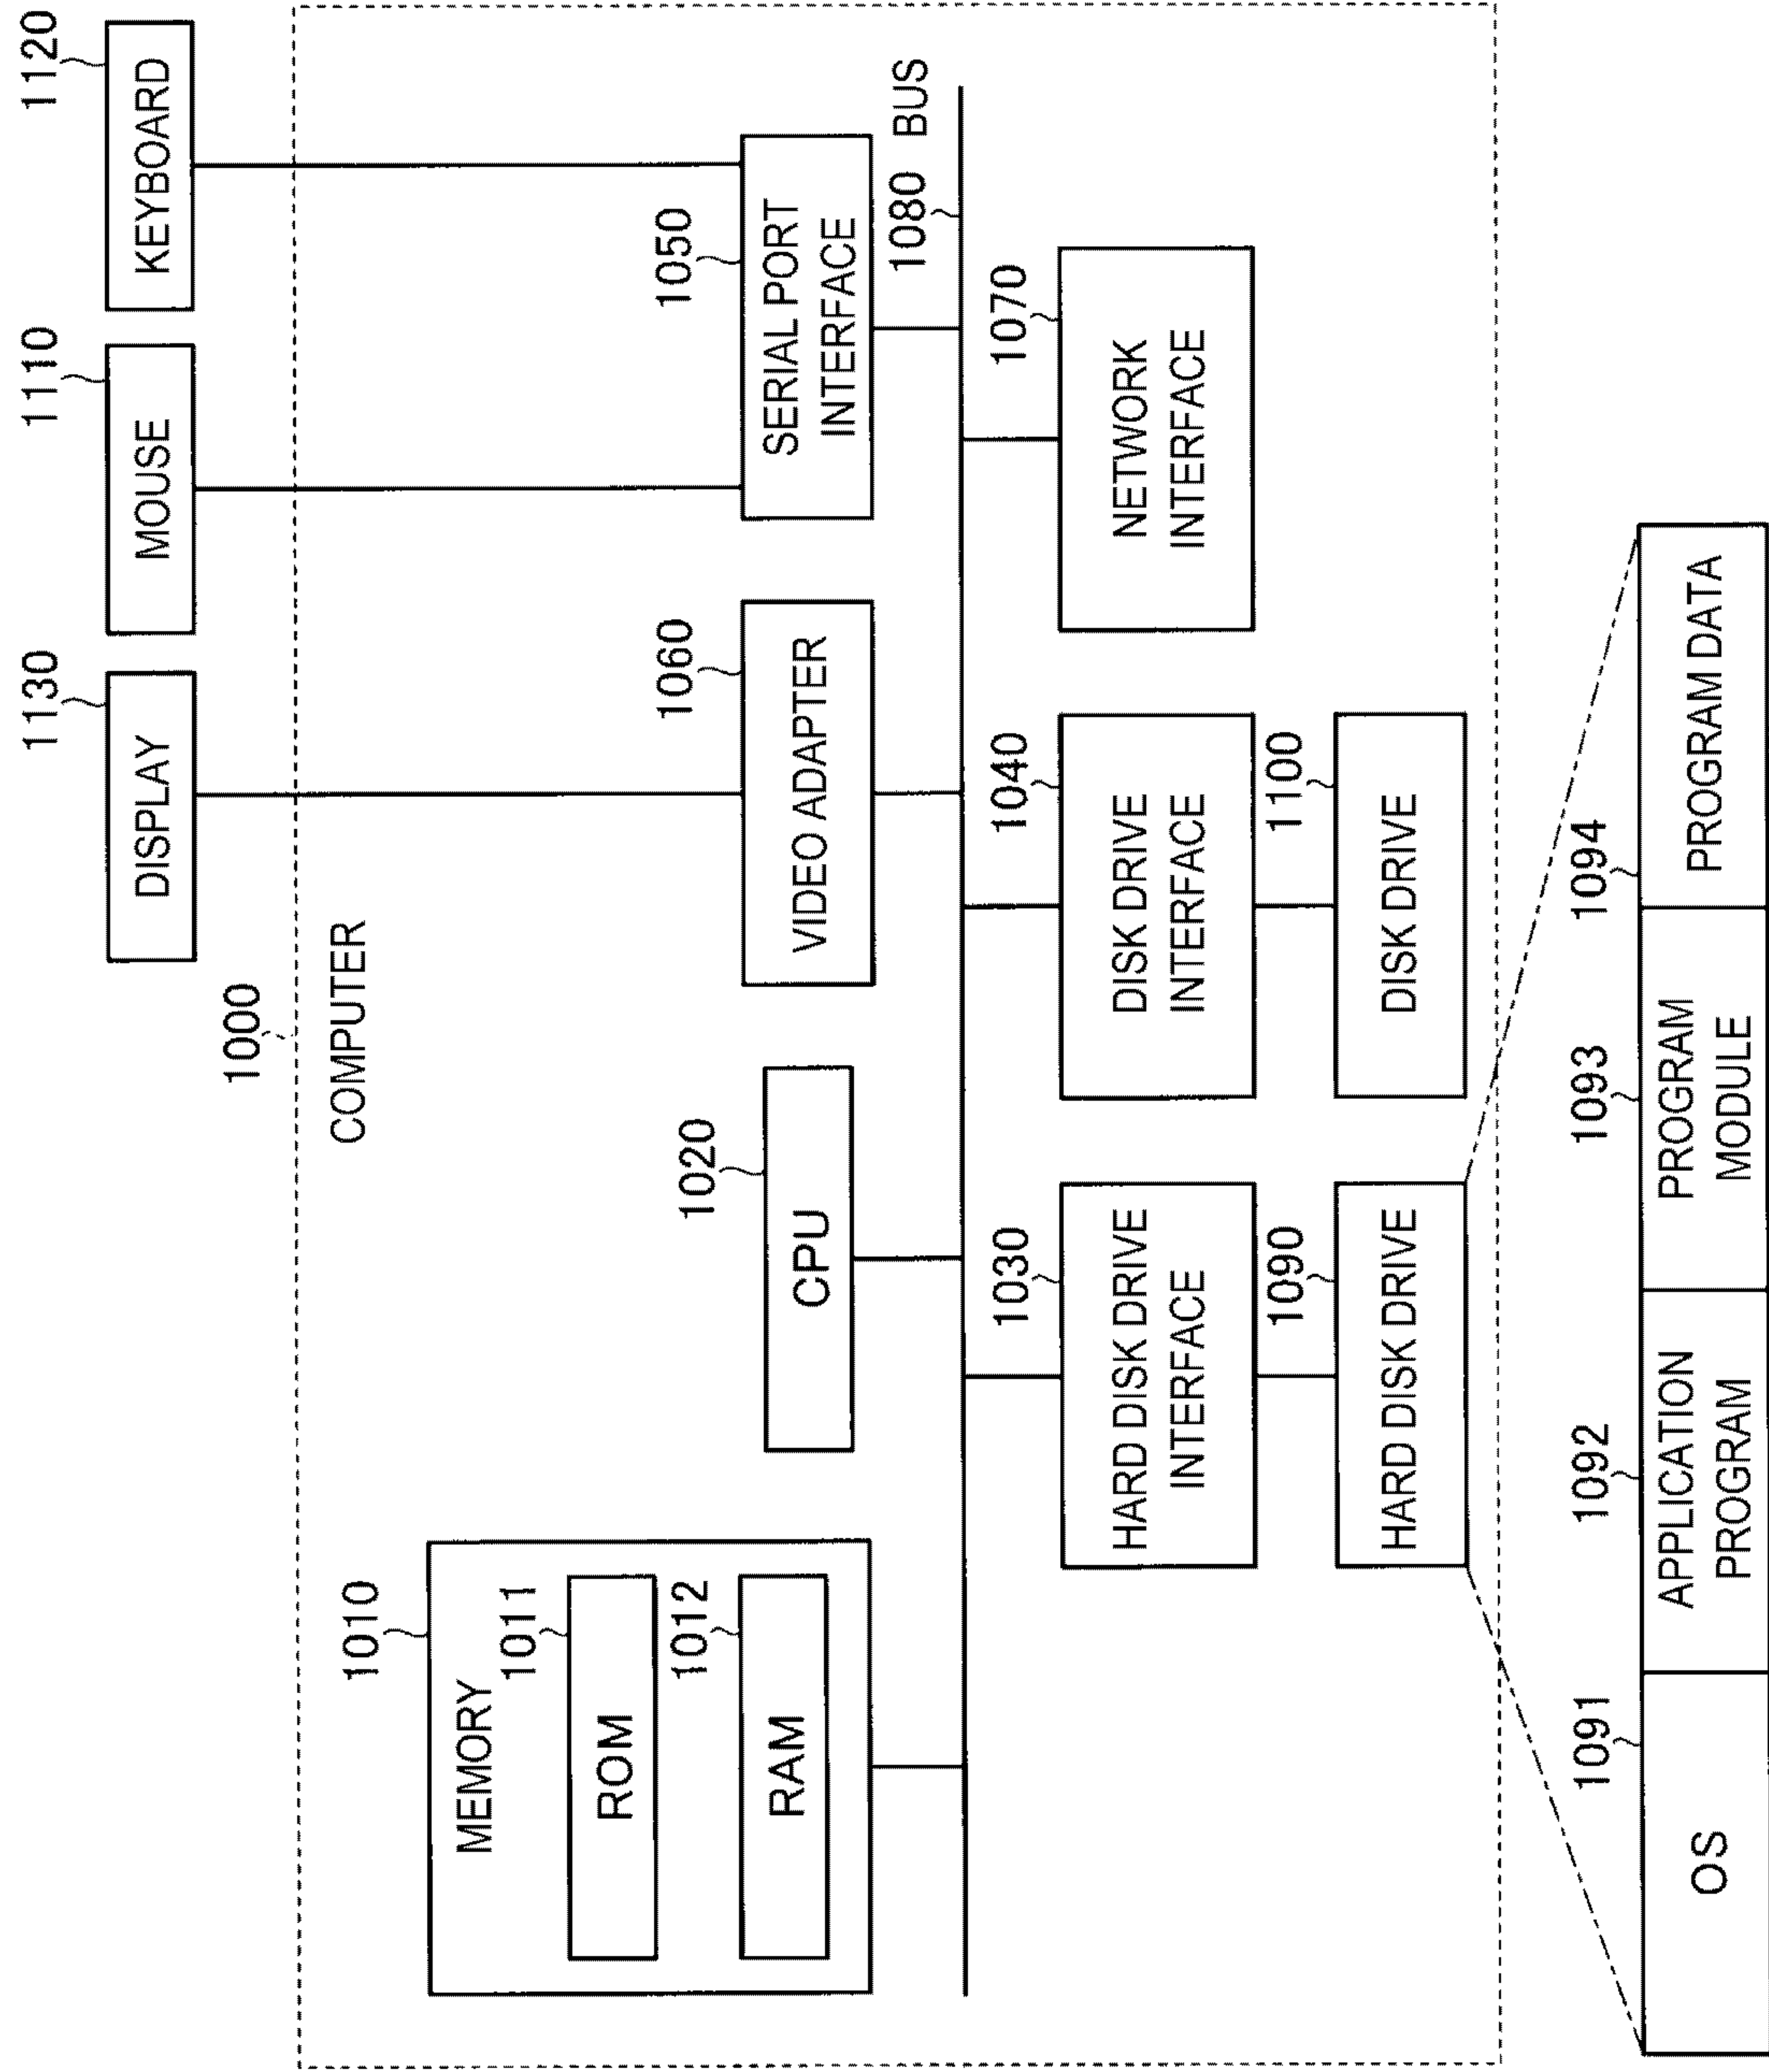 1130
1110
1120
DISPLAY
MOUSE
KEYBOARD
1000
COMPUTER
1010
MEMORY
1011
ROM
1012
RAM
1020
CPU
1060
VIDEO ADAPTER
1050
SERIAL PORT
INTERFACE
1080
BUS
1030
HARD DISK DRIVE
INTERFACE
1040
DISK DRIVE
INTERFACE
1070
NETWORK
INTERFACE
1090
HARD DISK DRIVE
1100
DISK DRIVE
1091
OS
1092
APPLICATION
PROGRAM
1093
PROGRAM
MODULE
1094
PROGRAM DATA